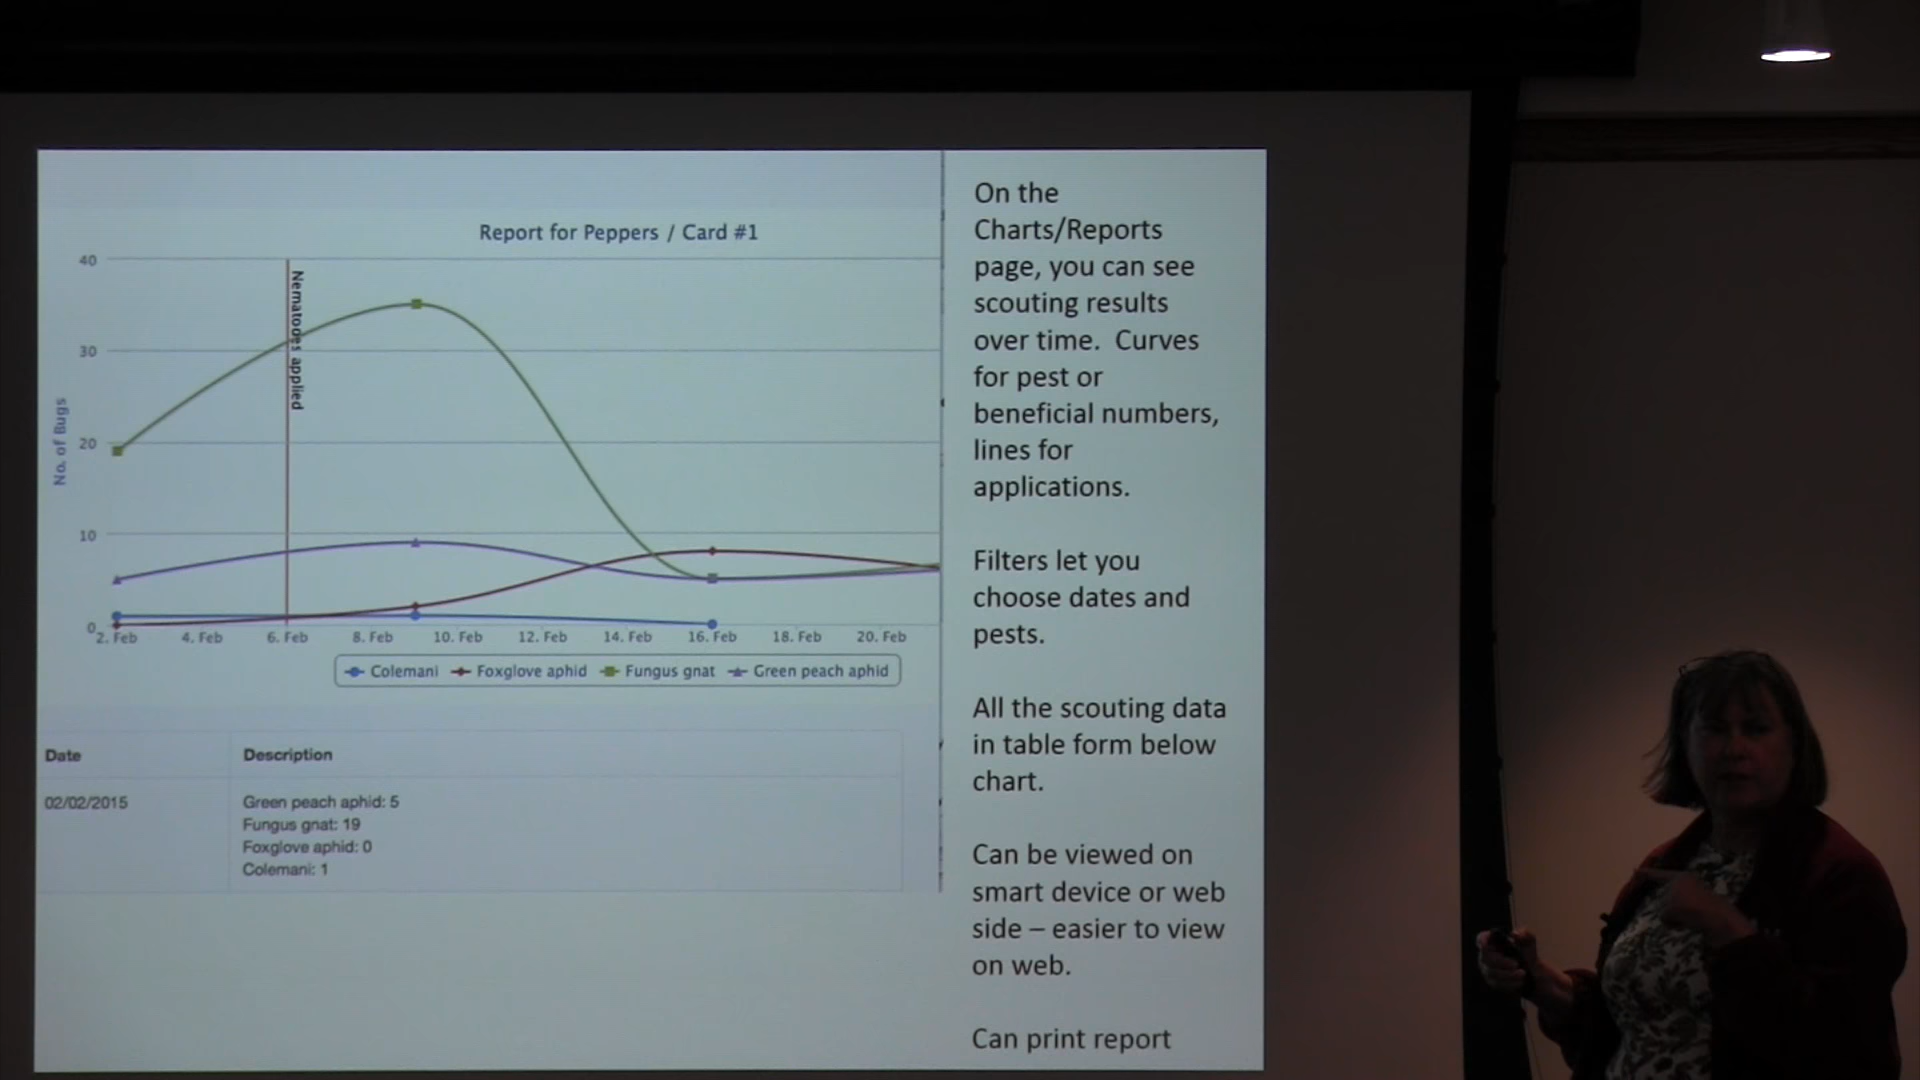 Report for Peppers / Card #1
40
30
20
10
0
No. of Bugs
Nematodes applied
2. Feb 4. Feb 6. Feb 8. Feb 10. Feb 12. Feb 14. Feb 16. Feb 18. Feb 20. Feb
Colemani Foxglove aphid Fungus gnat Green peach aphid
Date Description
02/02/2015 Green peach aphid: 5
Fungus gnat: 19
Foxglove aphid: 0
Colemani: 1
On the
Charts/Reports
page, you can see
scouting results
over time. Curves
for pest or
beneficial numbers,
lines for
applications.
Filters let you
choose dates and
pests.
All the scouting data
in table form below
chart.
Can be viewed on
smart device or web
side – easier to view
on web.
Can print report